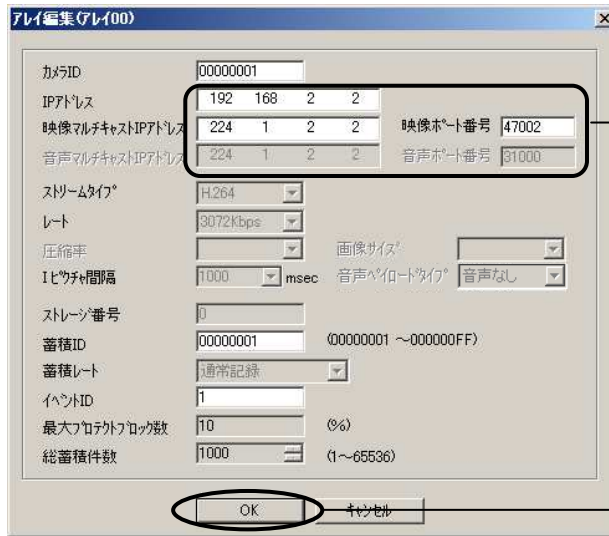 アレイ編集(アレイ00)
カメラID 00000001
IPアドレス 192 168 2 2
映像マルチキャストIPアドレス 224 1 2 2 映像ポート番号 47002
音声マルチキャストIPアドレス 224 1 2 2 音声ポート番号 31000
ストリームタイプ H.264
レート 3072Kbps
圧縮率 画像サイズ
Iピクチャ間隔 1000 msec 音声ペイロードタイプ 音声なし
ストレージ番号 0
蓄積ID 00000001 (00000001 ～000000FF)
蓄積レート 通常記録
イベントID 1
最大プロテクトブロック数 10 (%)
総蓄積件数 1000 (1～65536)
OK キャンセル